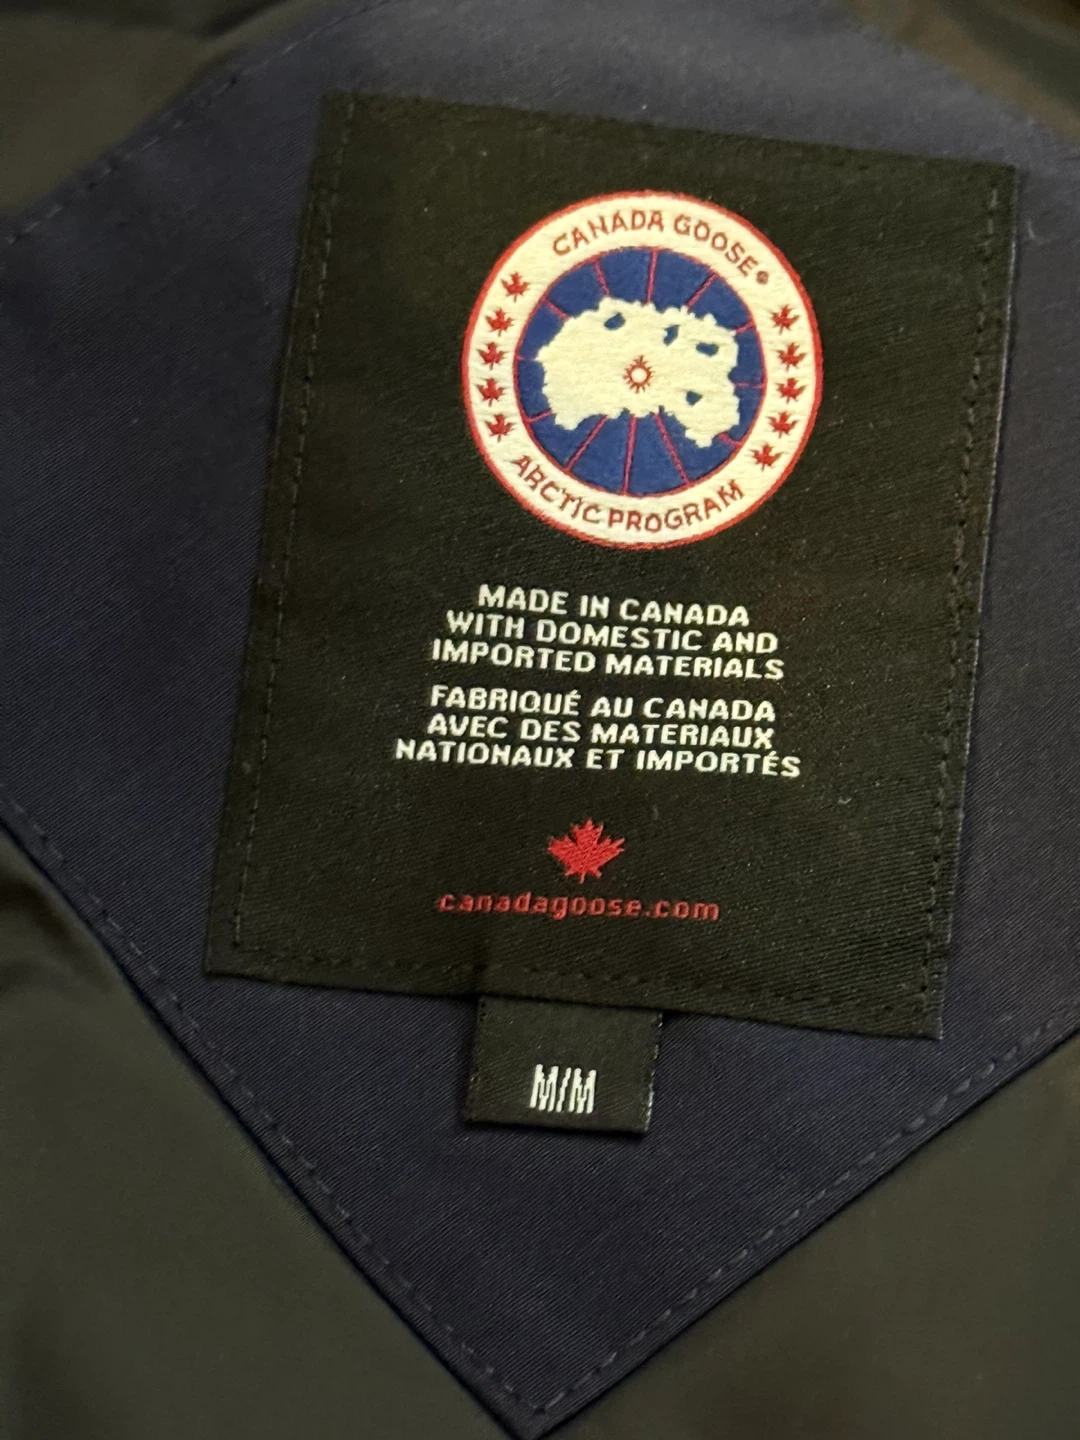 CANADA GOOSE®
ARCTIC PROGRAM
MADE IN CANADA
WITH DOMESTIC AND
IMPORTED MATERIALS
FABRIQUÉ AU CANADA
AVEC DES MATERIAUX
NATIONAUX ET IMPORTÉS
canadagoose.com
M/M